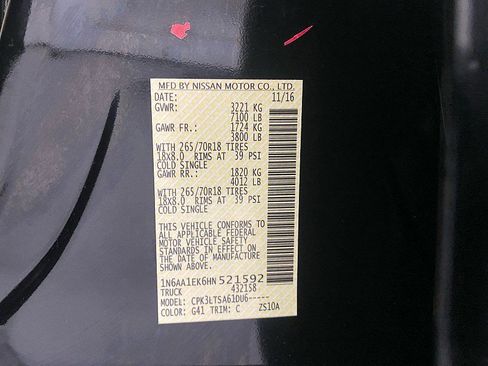 MFD BY NISSAN MOTOR CO., LTD.
DATE: 11/16
GVWR: 3221 KG
7100 LB
GAWR FR.: 1724 KG
3800 LB
WITH 265/70R18 TIRES
18x8.0 RIMS AT 39 PSI
COLD SINGLE
GAWR RR.: 1820 KG
4012 LB
WITH 265/70R18 TIRES
18x8.0 RIMS AT 39 PSI
COLD SINGLE
THIS VEHICLE CONFORMS TO
ALL APPLICABLE FEDERAL
MOTOR VEHICLE SAFETY
STANDARDS IN EFFECT ON
THE DATE OF MANUFACTURE
SHOWN ABOVE.
1N6AA1EK6HN521592
TRUCK 432158
MODEL: CPK3LTSA61DU6-----
COLOR: G41 TRIM: C ZS10A